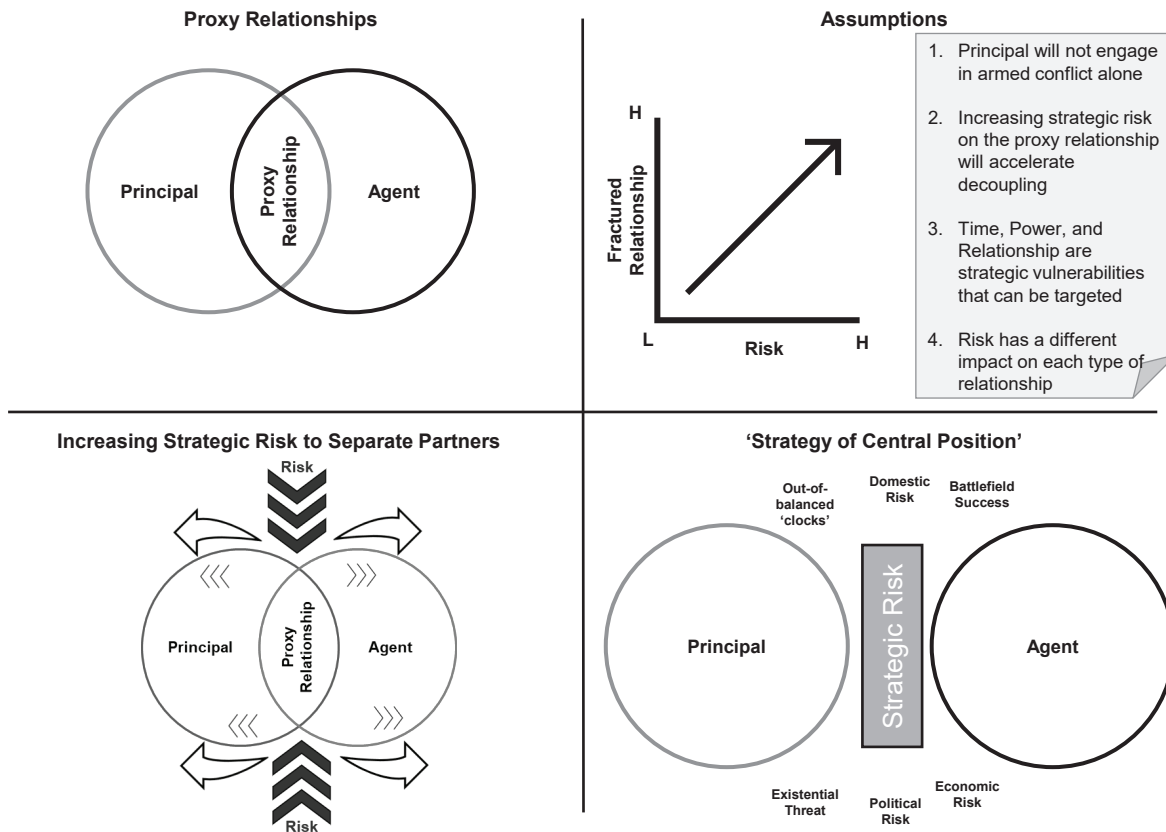 Proxy Relationships
Principal
Proxy
Relationship
Agent
Assumptions
H
Fractured
Relationship
L
Risk
H
1. Principal will not engage
in armed conflict alone
2. Increasing strategic risk
on the proxy relationship
will accelerate
decoupling
3. Time, Power, and
Relationship are
strategic vulnerabilities
that can be targeted
4. Risk has a different
impact on each type of
relationship
Increasing Strategic Risk to Separate Partners
Risk
Principal
Proxy
Relationship
Agent
Risk
‘Strategy of Central Position’
Out-of-
balanced
‘clocks’
Domestic
Risk
Battlefield
Success
Principal
Strategic Risk
Agent
Existential
Threat
Political
Risk
Economic
Risk